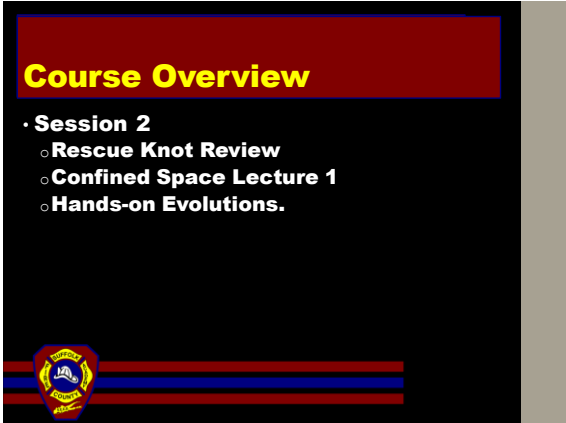 Course Overview
• Session 2
○Rescue Knot Review
○Confined Space Lecture 1
○Hands-on Evolutions.
SUFFOLK
COUNTY